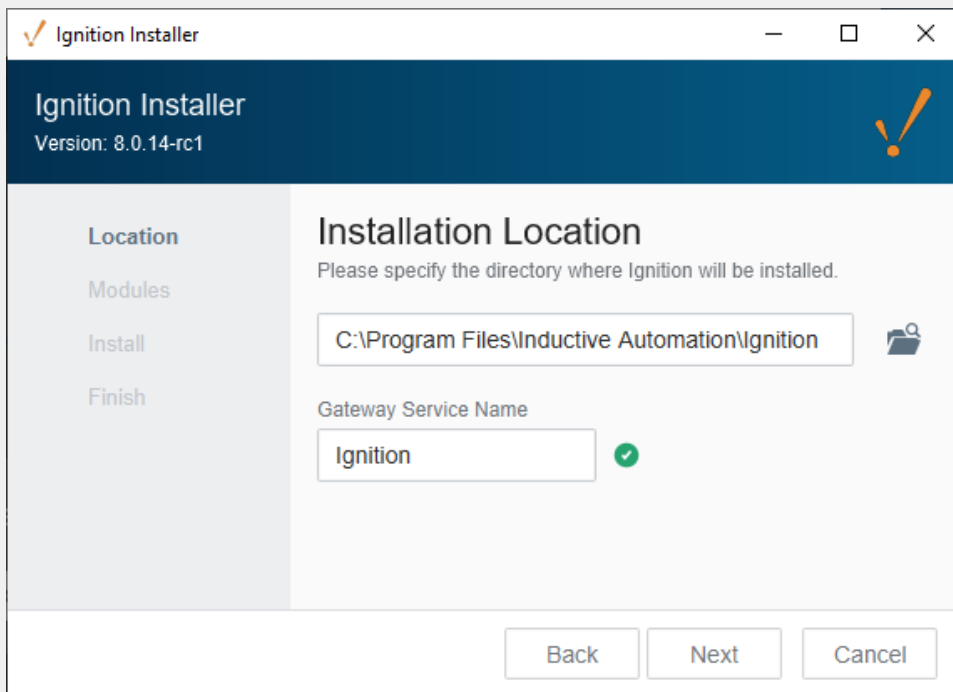 Ignition Installer
Ignition Installer
Version: 8.0.14-rc1
Location
Modules
Install
Finish
Installation Location
Please specify the directory where Ignition will be installed.
C:\Program Files\Inductive Automation\Ignition
Gateway Service Name
Ignition
Back Next Cancel